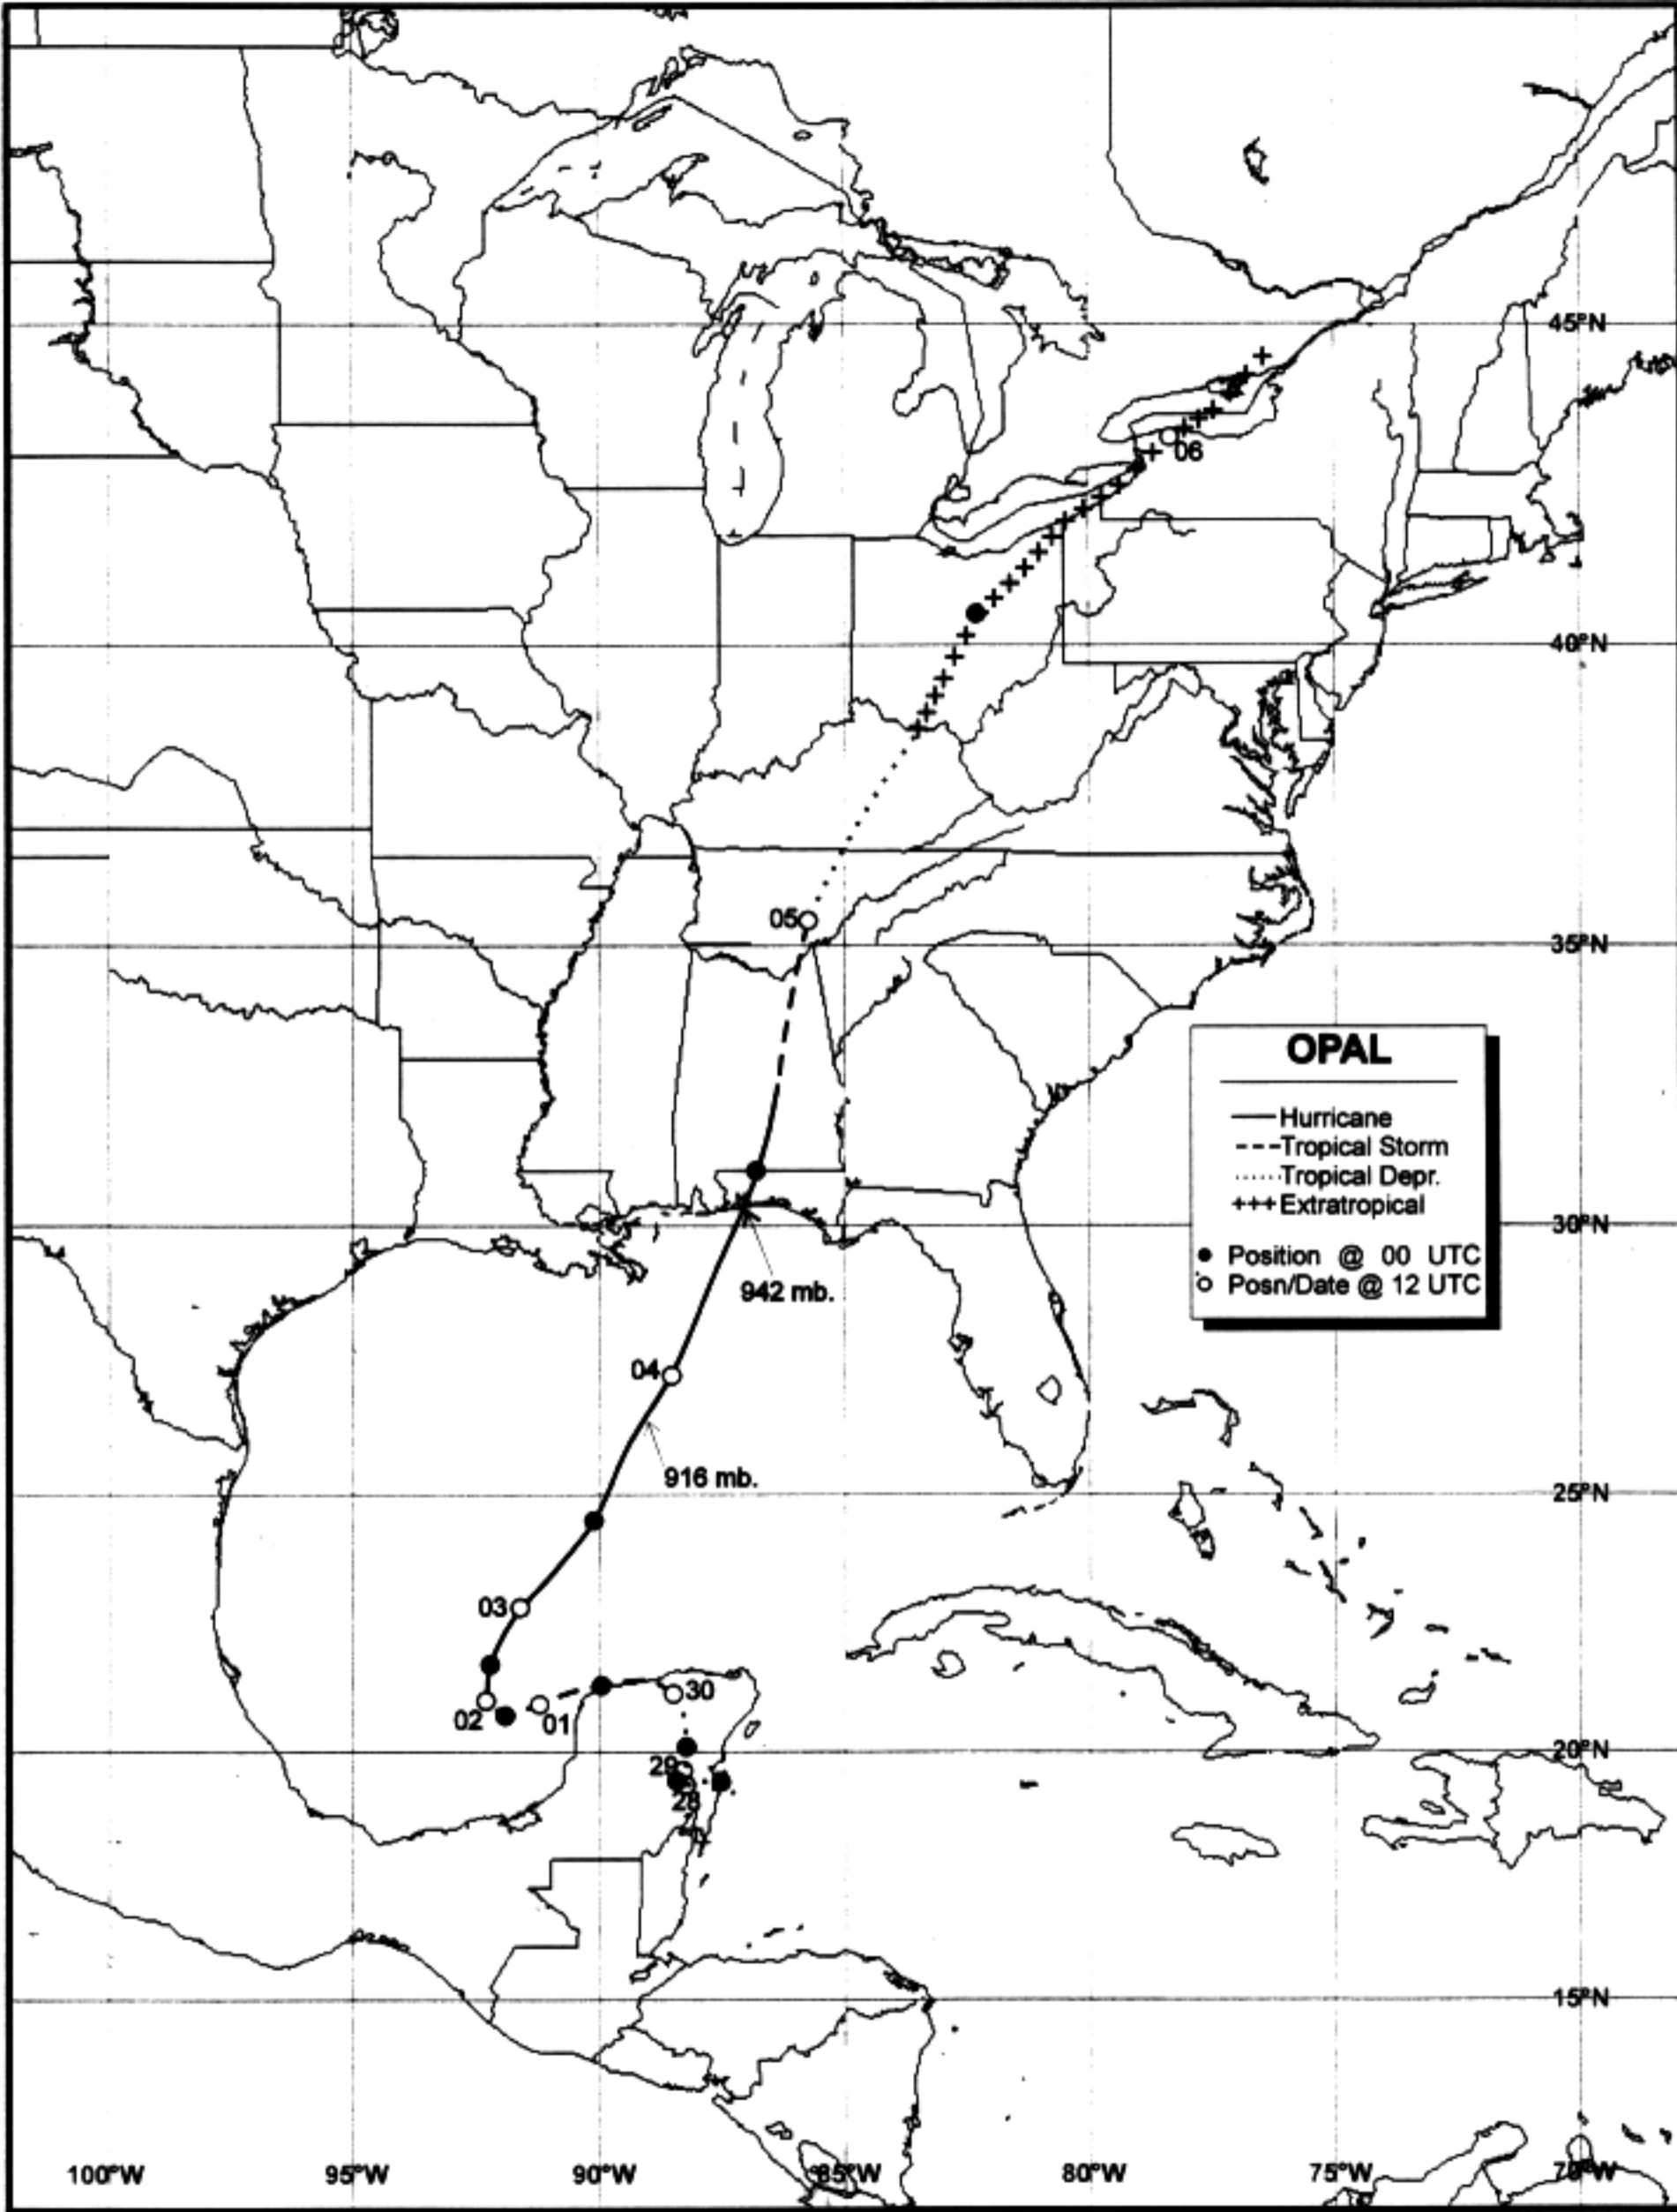 45°N
06
40°N
05
35°N
OPAL
Hurricane
Tropical Storm
Tropical Depr.
+++ Extratropical
Position @ 00 UTC
Posn/Date @ 12 UTC
30°N
942 mb.
04
916 mb.
25°N
03
30
02
01
20°N
29
28
15°N
100°W
95°W
90°W
85°W
80°W
75°W
70°W